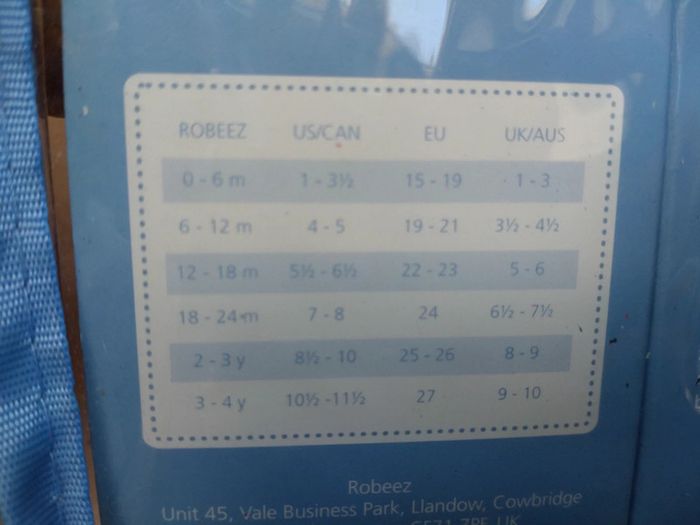 ROBEEZ US/CAN EU UK/AUS
0 - 6 m 1 - 3½ 15 - 19 1 - 3
6 - 12 m 4 - 5 19 - 21 3½ - 4½
12 - 18 m 5½ - 6½ 22 - 23 5 - 6
18 - 24 m 7 - 8 24 6½ - 7½
2 - 3 y 8½ - 10 25 - 26 8 - 9
3 - 4 y 10½ -11½ 27 9 - 10
Robeez
Unit 45, Vale Business Park, Llandow, Cowbridge
UK